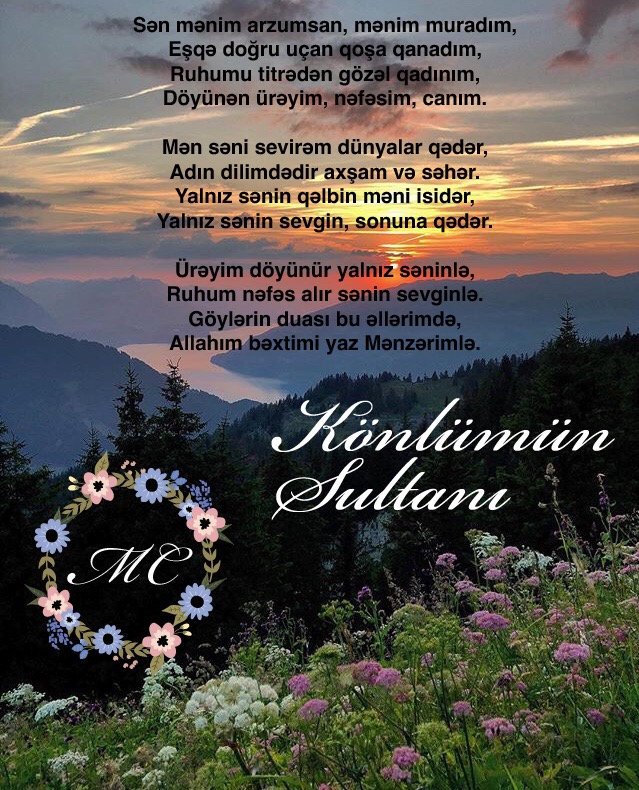 Sən mənim arzumsan, mənim muradım,
Eşqə doğru uçan qoşa qanadım,
Ruhumu titrədən gözəl qadınım,
Döyünən ürəyim, nəfəsim, canım.
Mən səni sevirəm dünyalar qədər,
Adın dilimdədir axşam və səhər.
Yalnız sənin qəlbin məni isidər,
Yalnız sənin sevgin, sonuna qədər.
Ürəyim döyünür yalnız səninlə,
Ruhum nəfəs alır sənin sevginlə.
Göylərin duası bu əllərimdə,
Allahım bəxtimi yaz Mənzərimlə.
Könlümün
Sultanı
MC